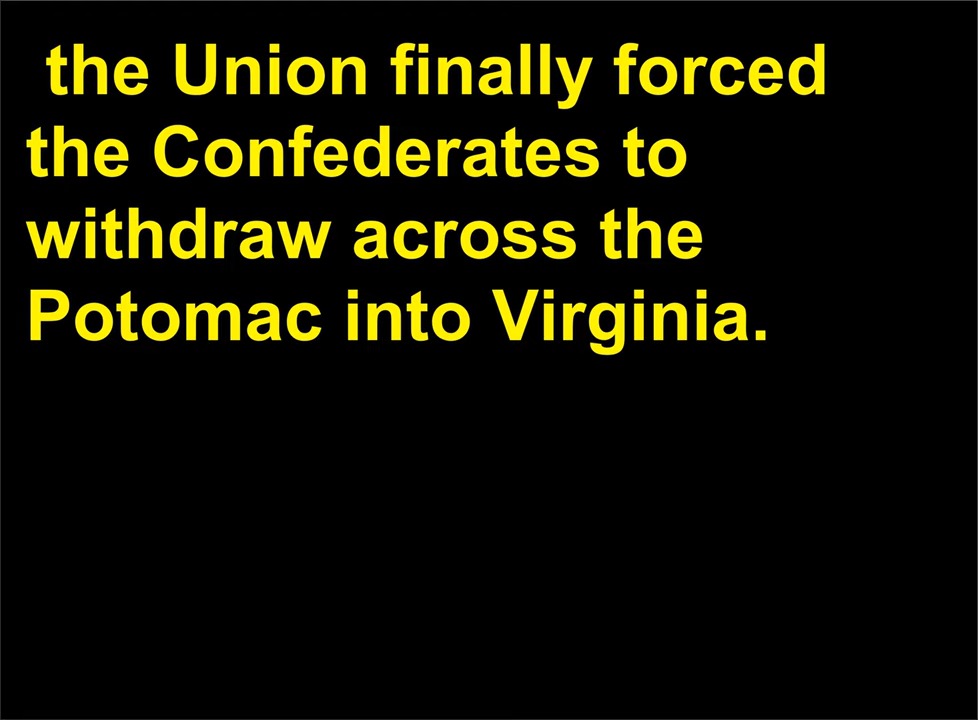 the Union finally forced
the Confederates to
withdraw across the
Potomac into Virginia.